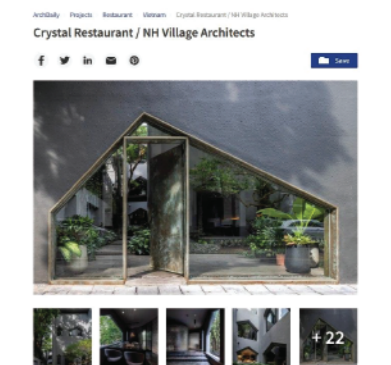 ArchDaily Projects Restaurant Vietnam Crystal Restaurant / NH Village Architects
Crystal Restaurant / NH Village Architects
Save
+ 22